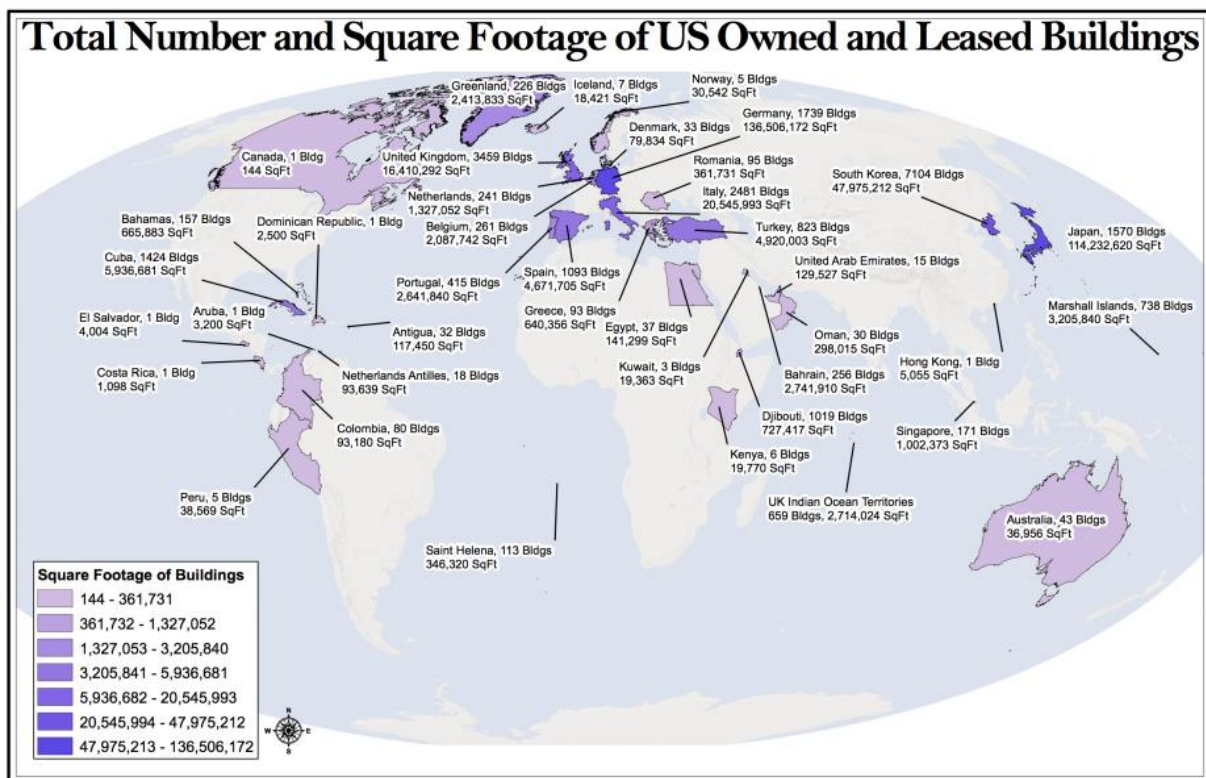 Total Number and Square Footage of US Owned and Leased Buildings
Greenland, 226 Bldgs
2,413,833 SqFt
Iceland, 7 Bldgs
18,421 SqFt
Norway, 5 Bldgs
30,542 SqFt
Germany, 1739 Bldgs
136,506,172 SqFt
Denmark, 33 Bldgs
79,834 SqFt
Canada, 1 Bldg
144 SqFt
United Kingdom, 3459 Bldgs
16,410,292 SqFt
Romania, 95 Bldgs
361,731 SqFt
South Korea, 7104 Bldgs
47,975,212 SqFt
Netherlands, 241 Bldgs
1,327,052 SqFt
Italy, 2481 Bldgs
20,545,993 SqFt
Bahamas, 157 Bldgs
665,883 SqFt
Dominican Republic, 1 Bldg
2,500 SqFt
Belgium, 261 Bldgs
2,087,742 SqFt
Turkey, 823 Bldgs
4,920,003 SqFt
Japan, 1570 Bldgs
114,232,620 SqFt
Cuba, 1424 Bldgs
5,936,681 SqFt
Portugal, 415 Bldgs
2,641,840 SqFt
Spain, 1093 Bldgs
4,671,705 SqFt
United Arab Emirates, 15 Bldgs
129,527 SqFt
El Salvador, 1 Bldg
4,004 SqFt
Aruba, 1 Bldg
3,200 SqFt
Antigua, 32 Bldgs
117,450 SqFt
Greece, 93 Bldgs
640,356 SqFt
Egypt, 37 Bldgs
141,299 SqFt
Oman, 30 Bldgs
298,015 SqFt
Marshall Islands, 738 Bldgs
3,205,840 SqFt
Costa Rica, 1 Bldg
1,098 SqFt
Netherlands Antilles, 18 Bldgs
93,639 SqFt
Kuwait, 3 Bldgs
19,363 SqFt
Bahrain, 256 Bldgs
2,741,910 SqFt
Hong Kong, 1 Bldg
5,055 SqFt
Colombia, 80 Bldgs
93,180 SqFt
Djibouti, 1019 Bldgs
727,417 SqFt
Singapore, 171 Bldgs
1,002,373 SqFt
Kenya, 6 Bldgs
19,770 SqFt
Peru, 5 Bldgs
38,569 SqFt
UK Indian Ocean Territories
659 Bldgs, 2,714,024 SqFt
Australia, 43 Bldgs
36,956 SqFt
Saint Helena, 113 Bldgs
346,320 SqFt
Square Footage of Buildings
144 - 361,731
361,732 - 1,327,052
1,327,053 - 3,205,840
3,205,841 - 5,936,681
5,936,682 - 20,545,993
20,545,994 - 47,975,212
47,975,213 - 136,506,172
N
W
E
S